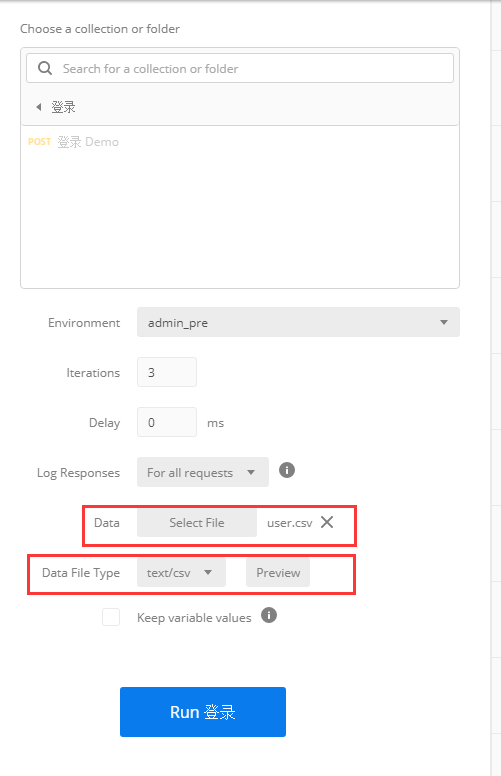 Choose a collection or folder
Search for a collection or folder
登录
POST 登录 Demo
Environment admin_pre
Iterations 3
Delay 0 ms
Log Responses For all requests
Data Select File user.csv
Data File Type text/csv Preview
Keep variable values
Run 登录